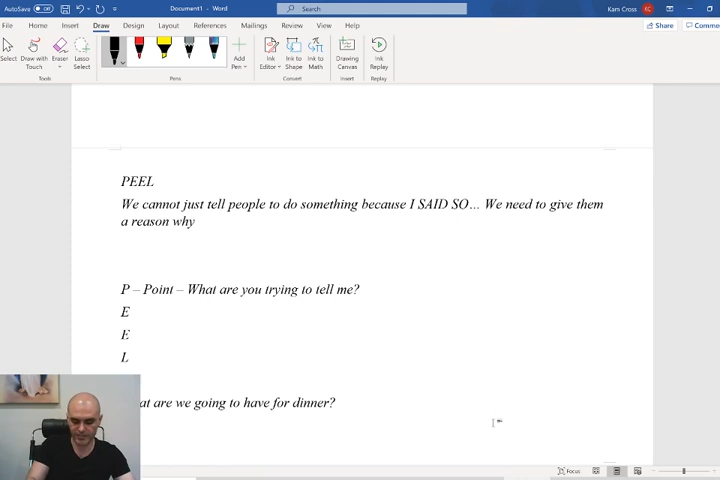 AutoSave Off Document1 - Word Search Kam Cross KC
File Home Insert Draw Design Layout References Mailings Review View Help Share Comme
Select Draw with Touch Eraser Lasso Select Add Pen Ink Editor Ink to Shape Ink to Math Drawing Canvas Ink Replay
Tools Pens Convert Insert Replay
PEEL
We cannot just tell people to do something because I SAID SO… We need to give them
a reason why
P – Point – What are you trying to tell me?
E
E
L
at are we going to have for dinner?
Focus